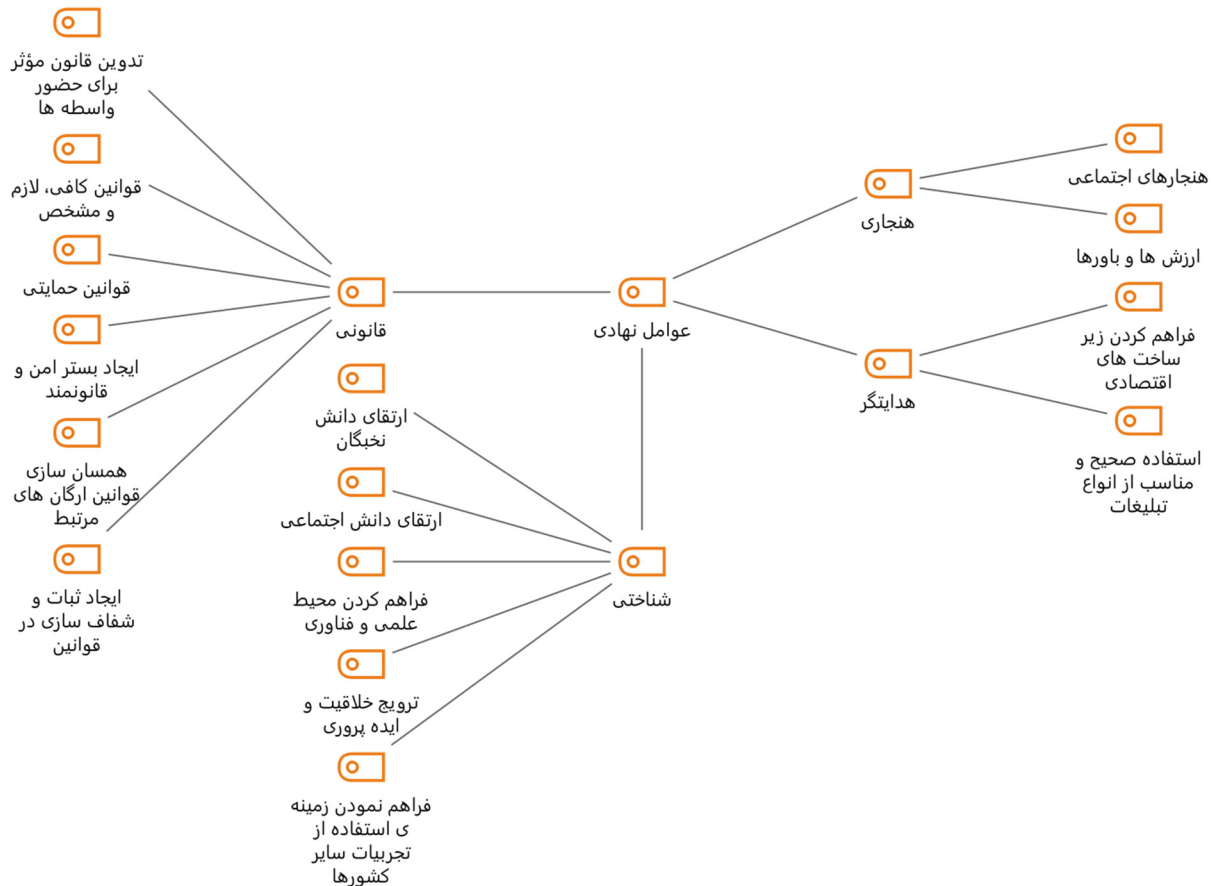 تدوین قانون مؤثر
برای حضور
واسطه ها
قوانین کافی، لازم
و مشخص
قوانین حمایتی
ایجاد بستر امن و
قانونمند
همسان سازی
قوانین ارگان های
مرتبط
ایجاد ثبات و
شفاف سازی در
قوانین
قانونی
ارتقای دانش
نخبگان
ارتقای دانش اجتماعی
فراهم کردن محیط
علمی و فناوری
ترویج خلاقیت و
ایده پروری
فراهم نمودن زمینه
ی استفاده از
تجربیات سایر
کشورها
عوامل نهادی
شناختی
هنجاری
هدایتگر
هنجارهای اجتماعی
ارزش ها و باورها
فراهم کردن زیر
ساخت های
اقتصادی
استفاده صحیح و
مناسب از انواع
تبلیغات